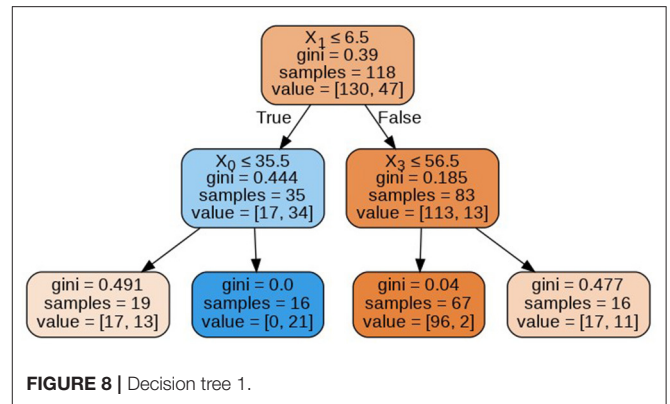 X₁ ≤ 6.5
gini = 0.39
samples = 118
value = [130, 47]
True
False
X₀ ≤ 35.5
gini = 0.444
samples = 35
value = [17, 34]
X₃ ≤ 56.5
gini = 0.185
samples = 83
value = [113, 13]
gini = 0.491
samples = 19
value = [17, 13]
gini = 0.0
samples = 16
value = [0, 21]
gini = 0.04
samples = 67
value = [96, 2]
gini = 0.477
samples = 16
value = [17, 11]
FIGURE 8 | Decision tree 1.